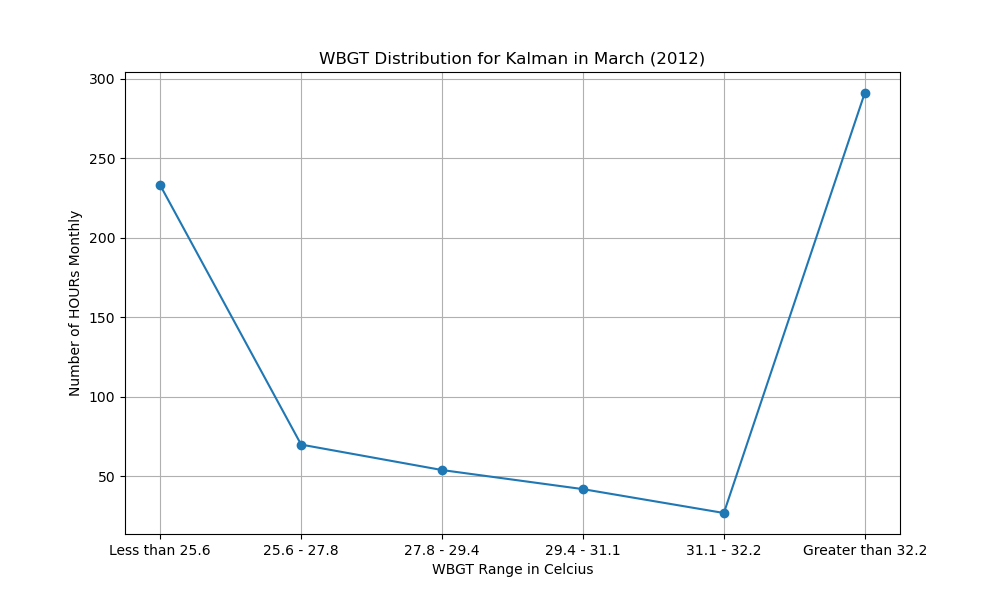 WBGT Distribution for Kalman in March (2012)
Number of HOURs Monthly
300
250
200
150
100
50
Less than 25.6 25.6 - 27.8 27.8 - 29.4 29.4 - 31.1 31.1 - 32.2 Greater than 32.2
WBGT Range in Celcius